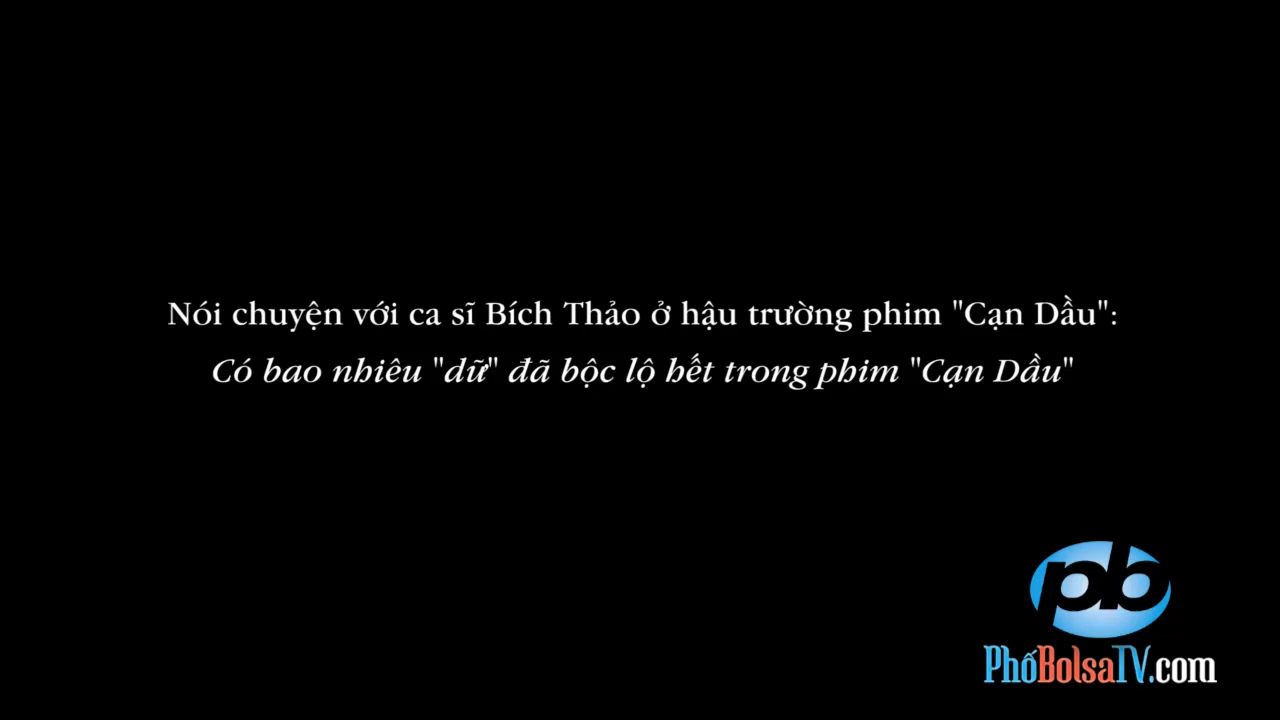 Nói chuyện với ca sĩ Bích Thảo ở hậu trường phim "Cạn Dầu":
Có bao nhiêu "dữ" đã bộc lộ hết trong phim "Cạn Dầu"
pb
PhốBolsaTV.com